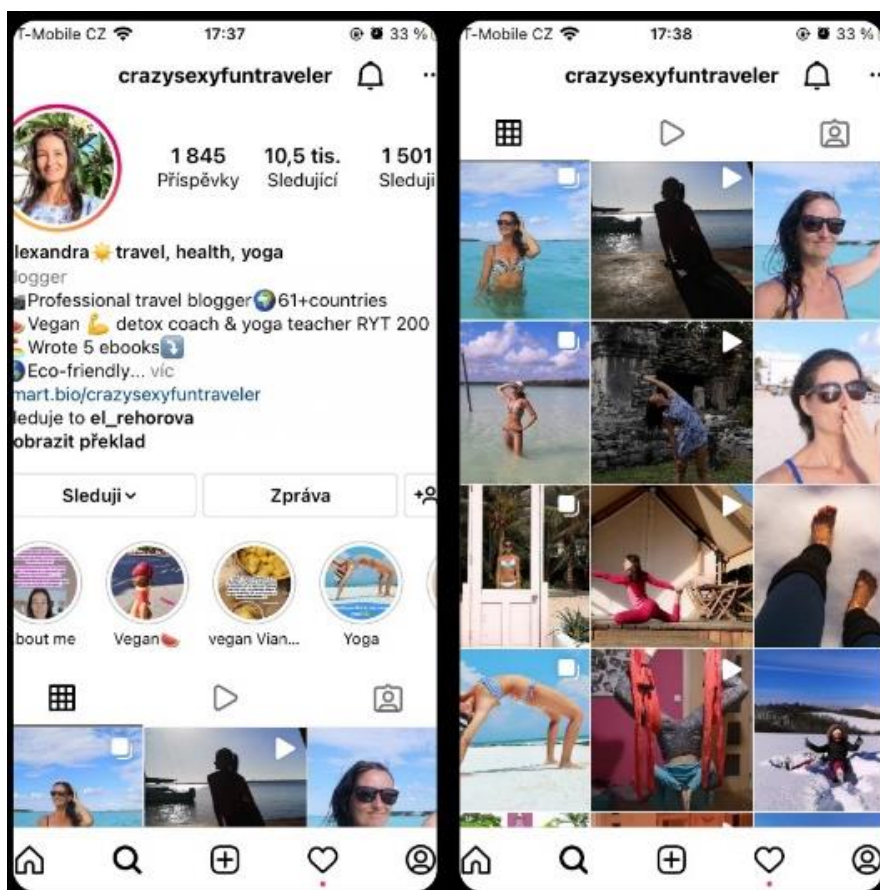 T-Mobile CZ 17:37 33 %
crazysexyfuntraveler
1 845 10,5 tis. 1 501
Příspěvky Sledující Sleduji
lexandra travel, health, yoga
logger
Professional travel blogger 61+countries
Vegan detox coach & yoga teacher RYT 200
Wrote 5 ebooks
Eco-friendly... víc
mart.bio/crazysexyfuntraveler
leduje to el_rehorova
obrazit překlad
Sleduji Zpráva
bout me Vegan vegan Vian... Yoga
T-Mobile CZ 17:38 33 %
crazysexyfuntraveler